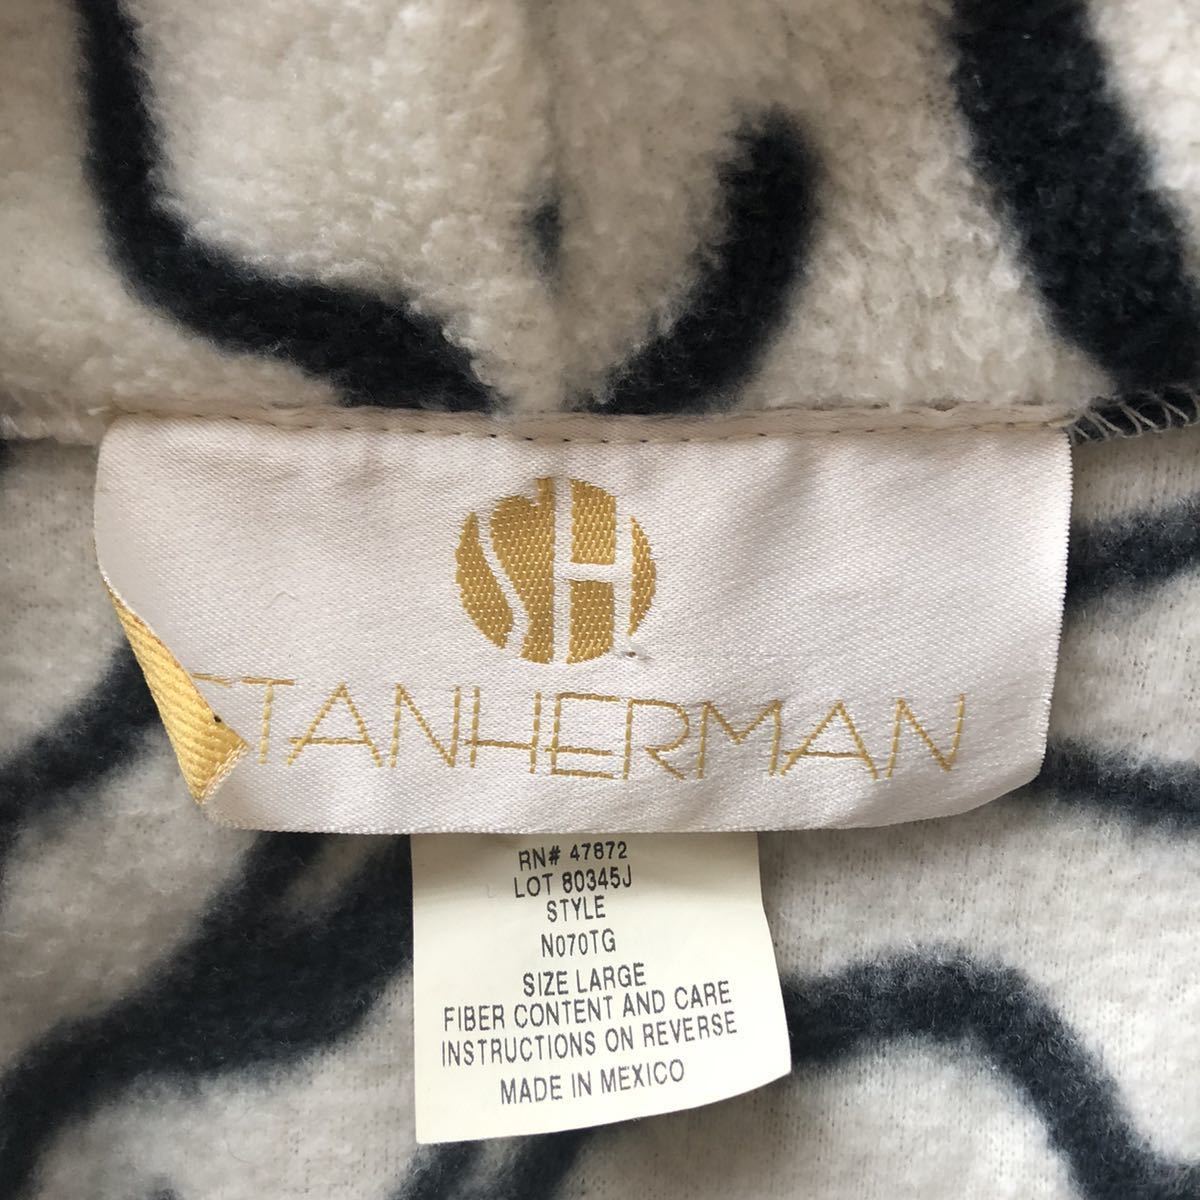 SH
STANHERMAN
RN# 47872
LOT 80345J
STYLE
N070TG
SIZE LARGE
FIBER CONTENT AND CARE
INSTRUCTIONS ON REVERSE
MADE IN MEXICO